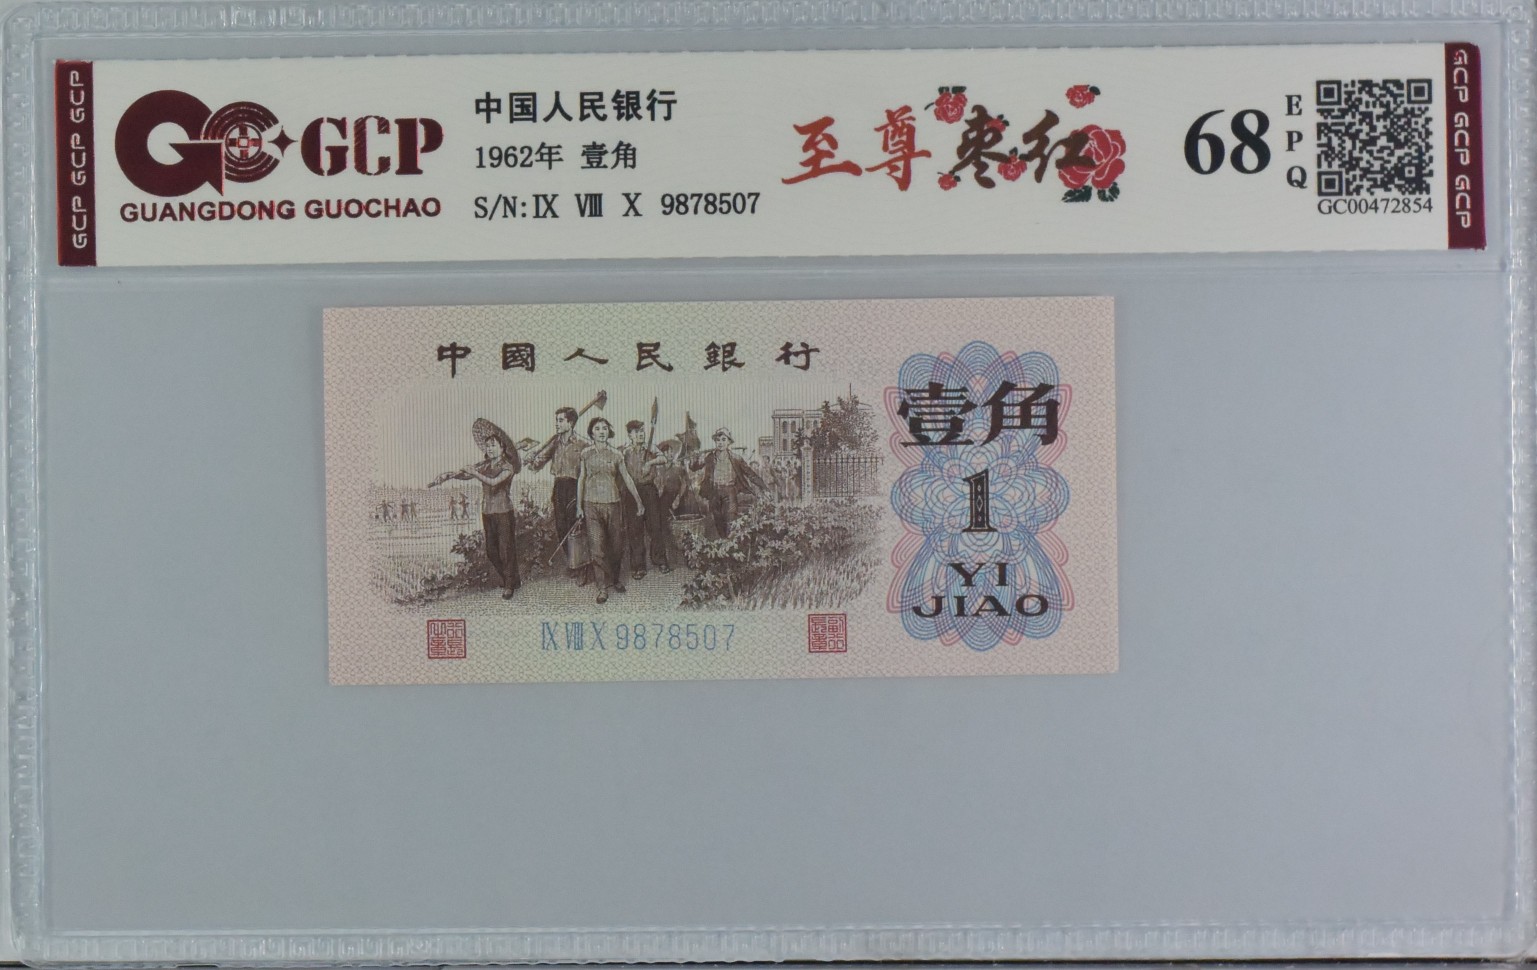 GCP GCP GCP
GCP
GUANGDONG GUOCHAO
中国人民银行
1962年 壹角
S/N: IX VIII X 9878507
至尊枣红
68
EPQ
GC00472854
GCP GCP GCP
中國人民銀行
壹角
1
YI
JIAO
IX VIII X 9878507